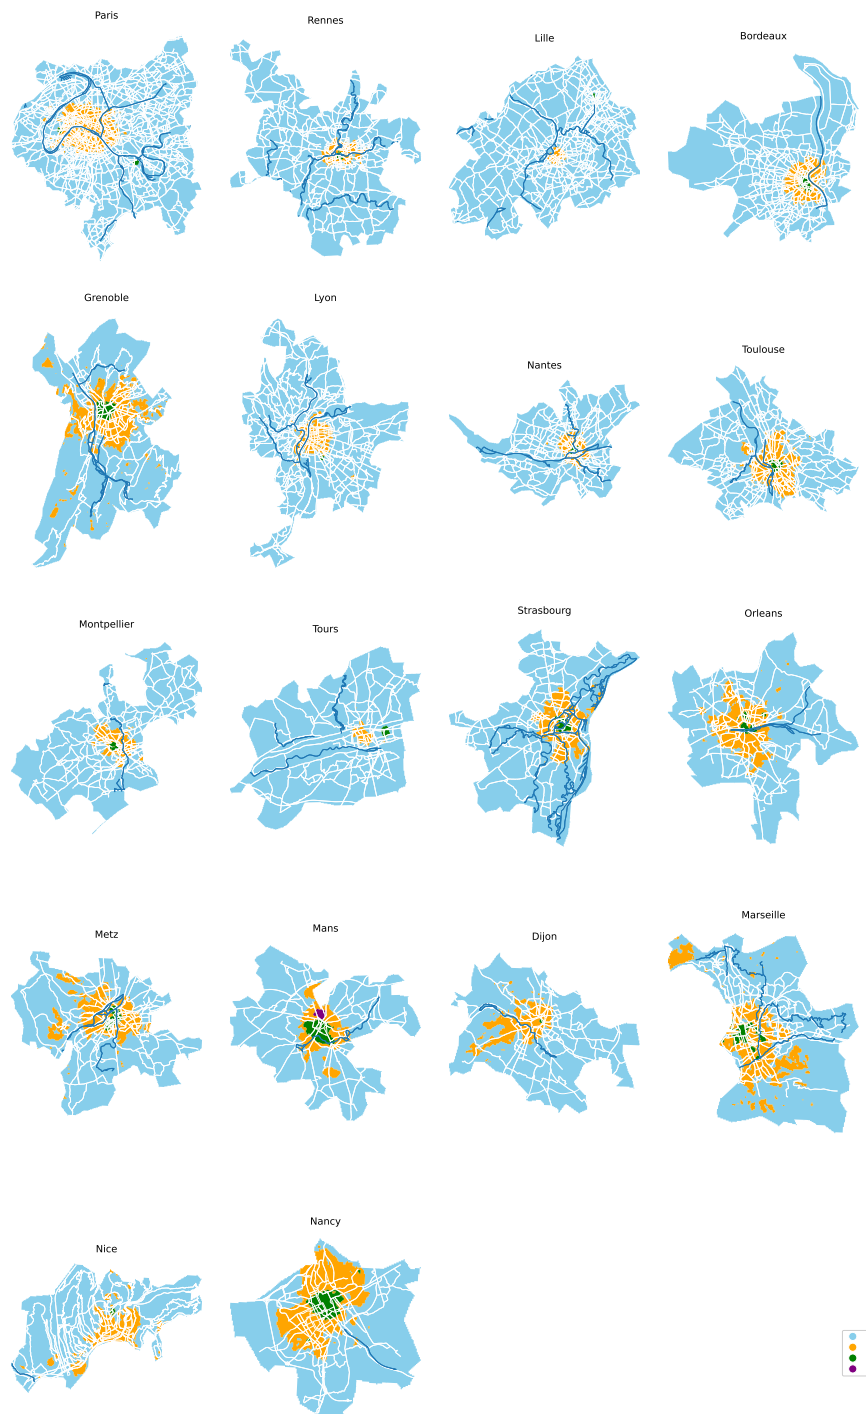 Paris
Rennes
Lille
Bordeaux
Grenoble
Lyon
Nantes
Toulouse
Montpellier
Tours
Strasbourg
Orleans
Metz
Mans
Dijon
Marseille
Nice
Nancy